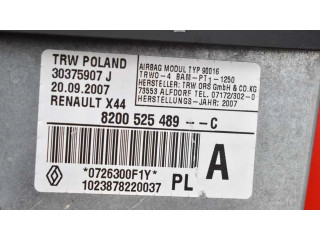 TRW POLAND
30375907 J
20.09.2007
RENAULT X44
AIRBAG MODUL TYP 90016
TRWO-4 BAM-PT1-1250
HERSTELLER: TRW ORS GmbH & CO.KG
73553 ALFDORF TEL. 07172/302-0
HERSTELLUNGS-JAHR: 2007
8200 525 489 --- C
*0726300F1Y*
1023878220037
PL
A